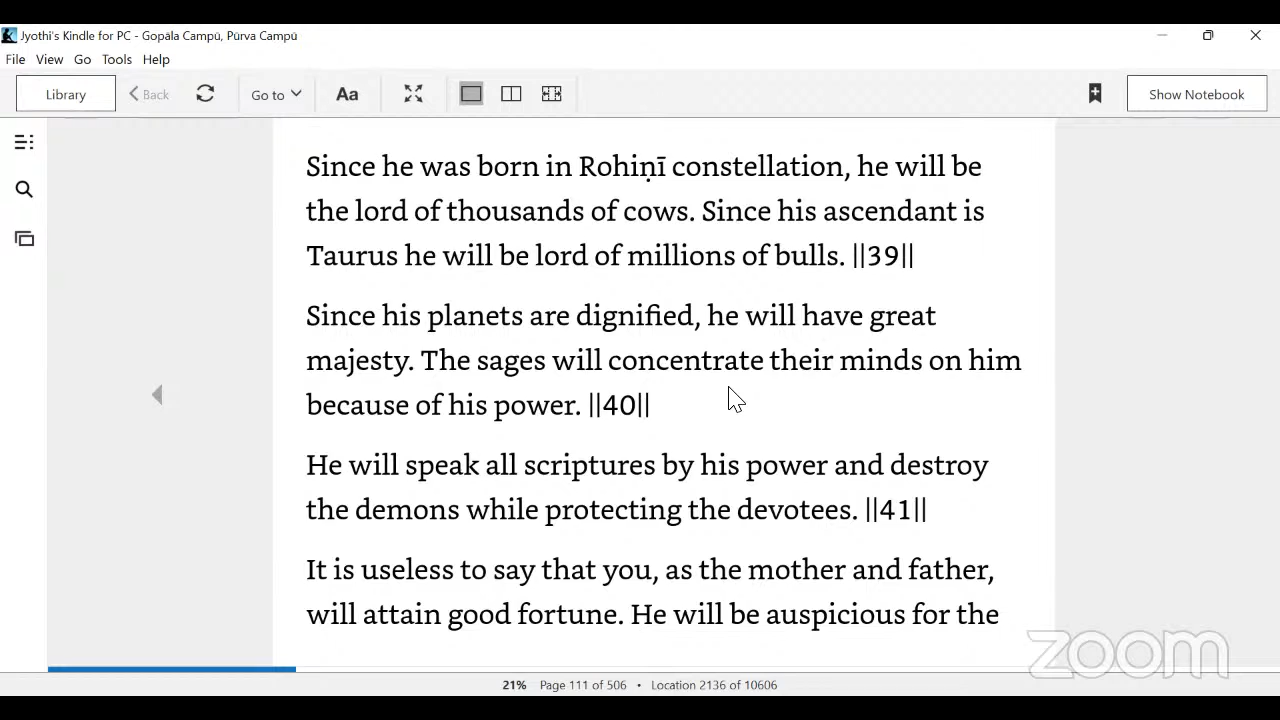 Jyothi's Kindle for PC - Gopāla Campū, Pūrva Campū
File View Go Tools Help
Library Back Go to Aa Show Notebook
Since he was born in Rohiṇī constellation, he will be
the lord of thousands of cows. Since his ascendant is
Taurus he will be lord of millions of bulls. ||39||
Since his planets are dignified, he will have great
majesty. The sages will concentrate their minds on him
because of his power. ||40||
He will speak all scriptures by his power and destroy
the demons while protecting the devotees. ||41||
It is useless to say that you, as the mother and father,
will attain good fortune. He will be auspicious for the
zoom
21% Page 111 of 506 • Location 2136 of 10606